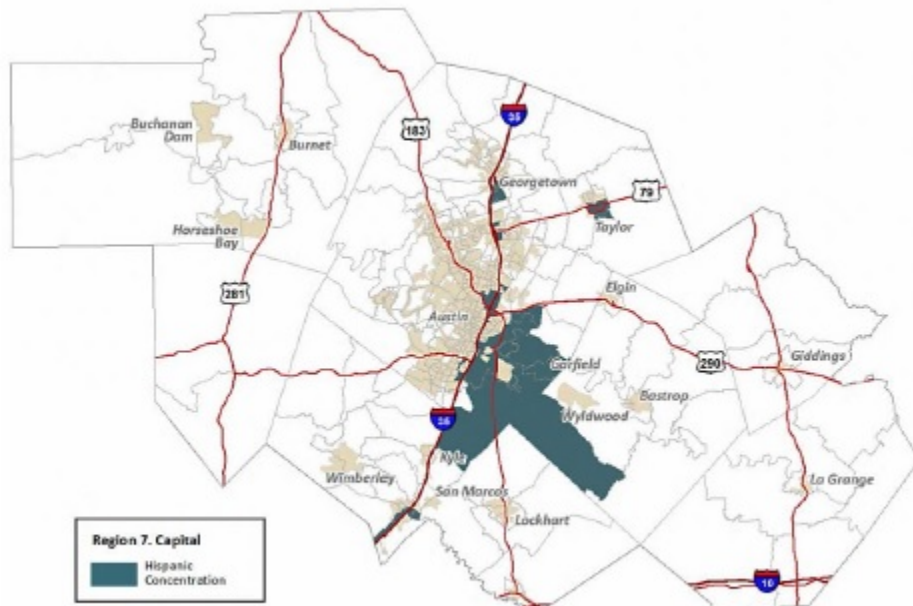 35
183
Buchanan
Dam
Burnet
Georgetown
79
Taylor
Horseshoe
Bay
281
Elgin
Austin
290
Giddings
Garfield
Bastrop
Wyldwood
35
Kyle
Wimberley
San Marcos
La Grange
Lockhart
Region 7. Capital
Hispanic
Concentration
10